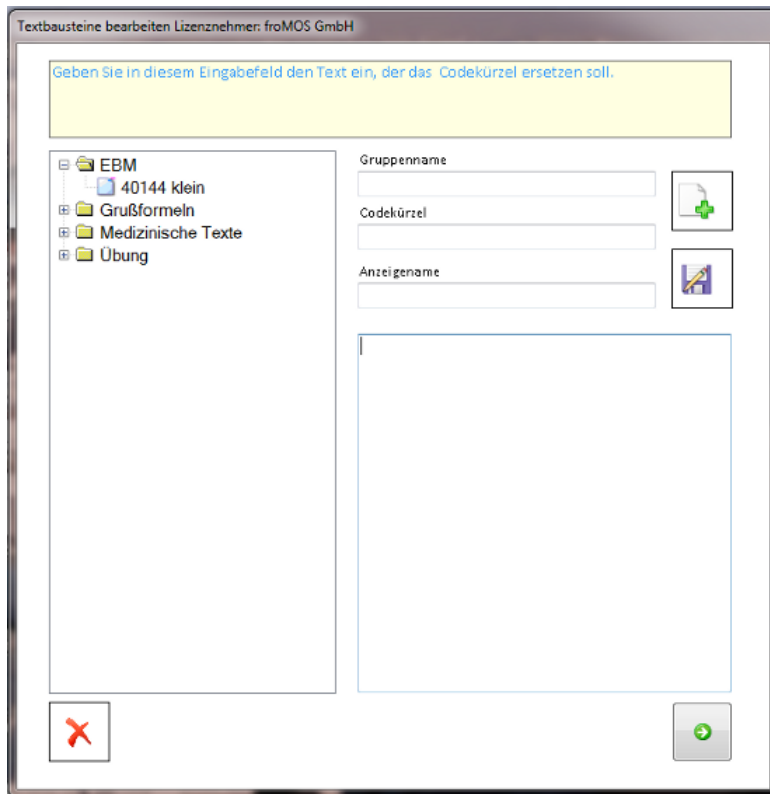 Textbausteine bearbeiten Lizenznehmer: froMOS GmbH
Geben Sie in diesem Eingabefeld den Text ein, der das Codekürzel ersetzen soll.
EBM
40144 klein
Grußformeln
Medizinische Texte
Übung
Gruppenname
Codekürzel
Anzeigename